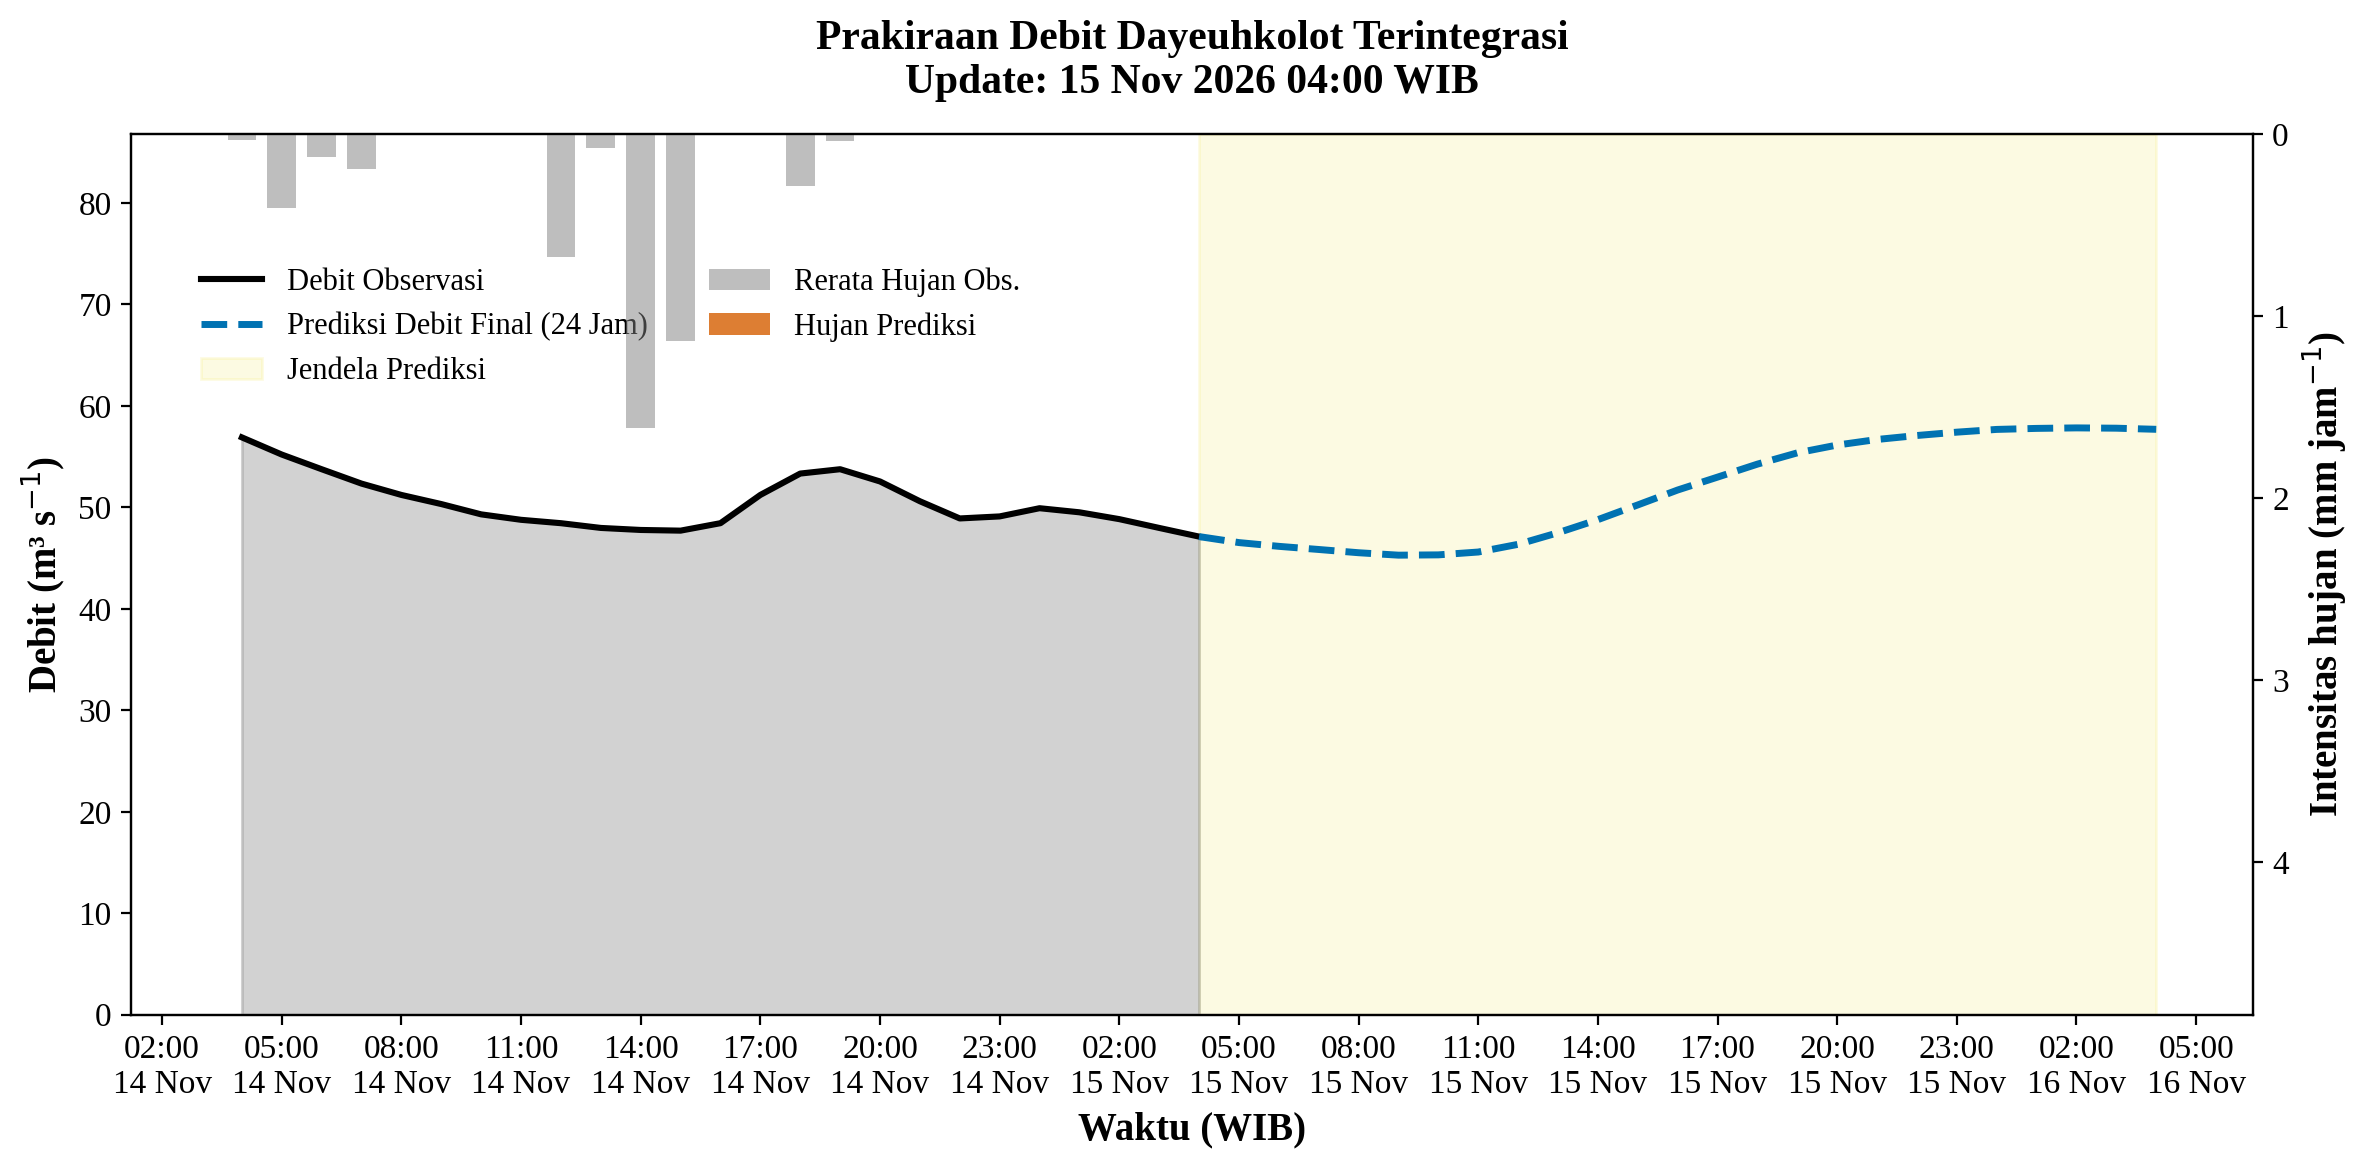 Prakiraan Debit Dayeuhkolot Terintegrasi
Update: 15 Nov 2026 04:00 WIB
Debit (m³ s⁻¹)
80
70
60
50
40
30
20
10
0
Debit Observasi
Prediksi Debit Final (24 Jam)
Jendela Prediksi
Rerata Hujan Obs.
Hujan Prediksi
0
1
2
3
4
Intensitas hujan (mm jam⁻¹)
02:00 05:00 08:00 11:00 14:00 17:00 20:00 23:00 02:00 05:00 08:00 11:00 14:00 17:00 20:00 23:00 02:00 05:00
14 Nov 14 Nov 14 Nov 14 Nov 14 Nov 14 Nov 14 Nov 14 Nov 15 Nov 15 Nov 15 Nov 15 Nov 15 Nov 15 Nov 15 Nov 15 Nov 16 Nov 16 Nov
Waktu (WIB)